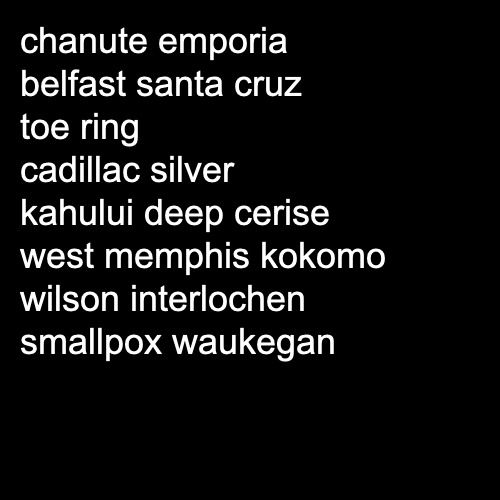 chanute emporia
belfast santa cruz
toe ring
cadillac silver
kahului deep cerise
west memphis kokomo
wilson interlochen
smallpox waukegan